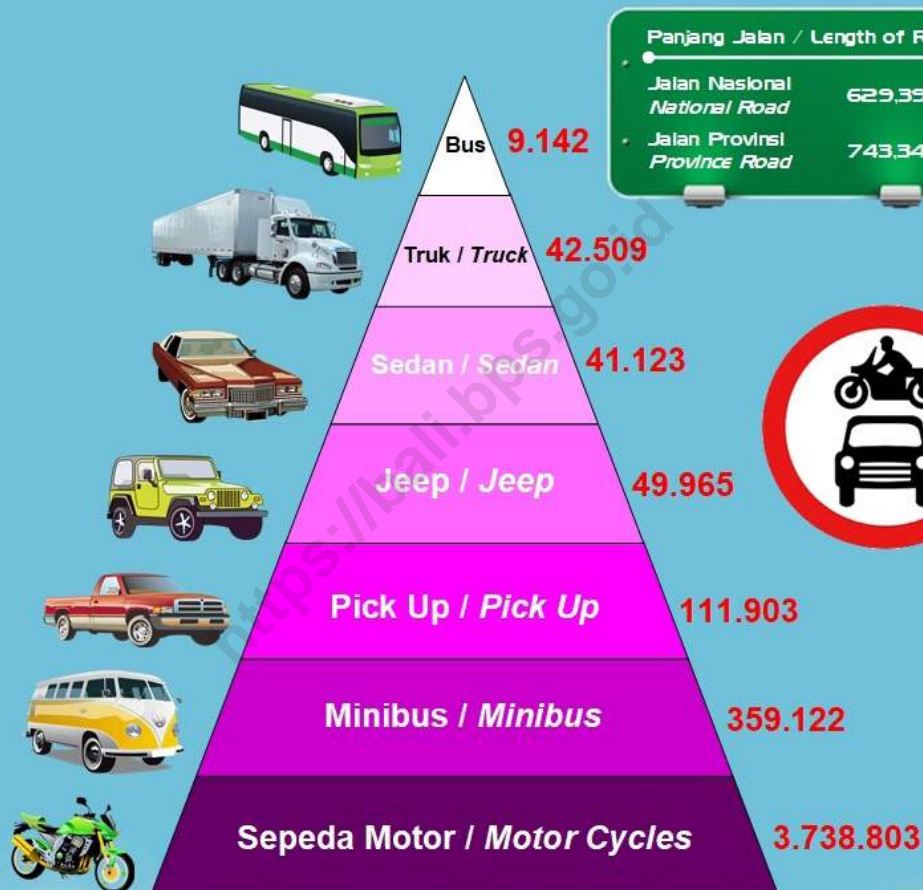 Panjang Jalan / Length of R
Jalan Nasional 629,39
National Road
Jalan Provinsi 743,34
Province Road
Bus 9.142
Truk / Truck 42.509
Sedan / Sedan 41.123
Jeep / Jeep 49.965
Pick Up / Pick Up 111.903
Minibus / Minibus 359.122
Sepeda Motor / Motor Cycles 3.738.803
https://bali.bps.go.id